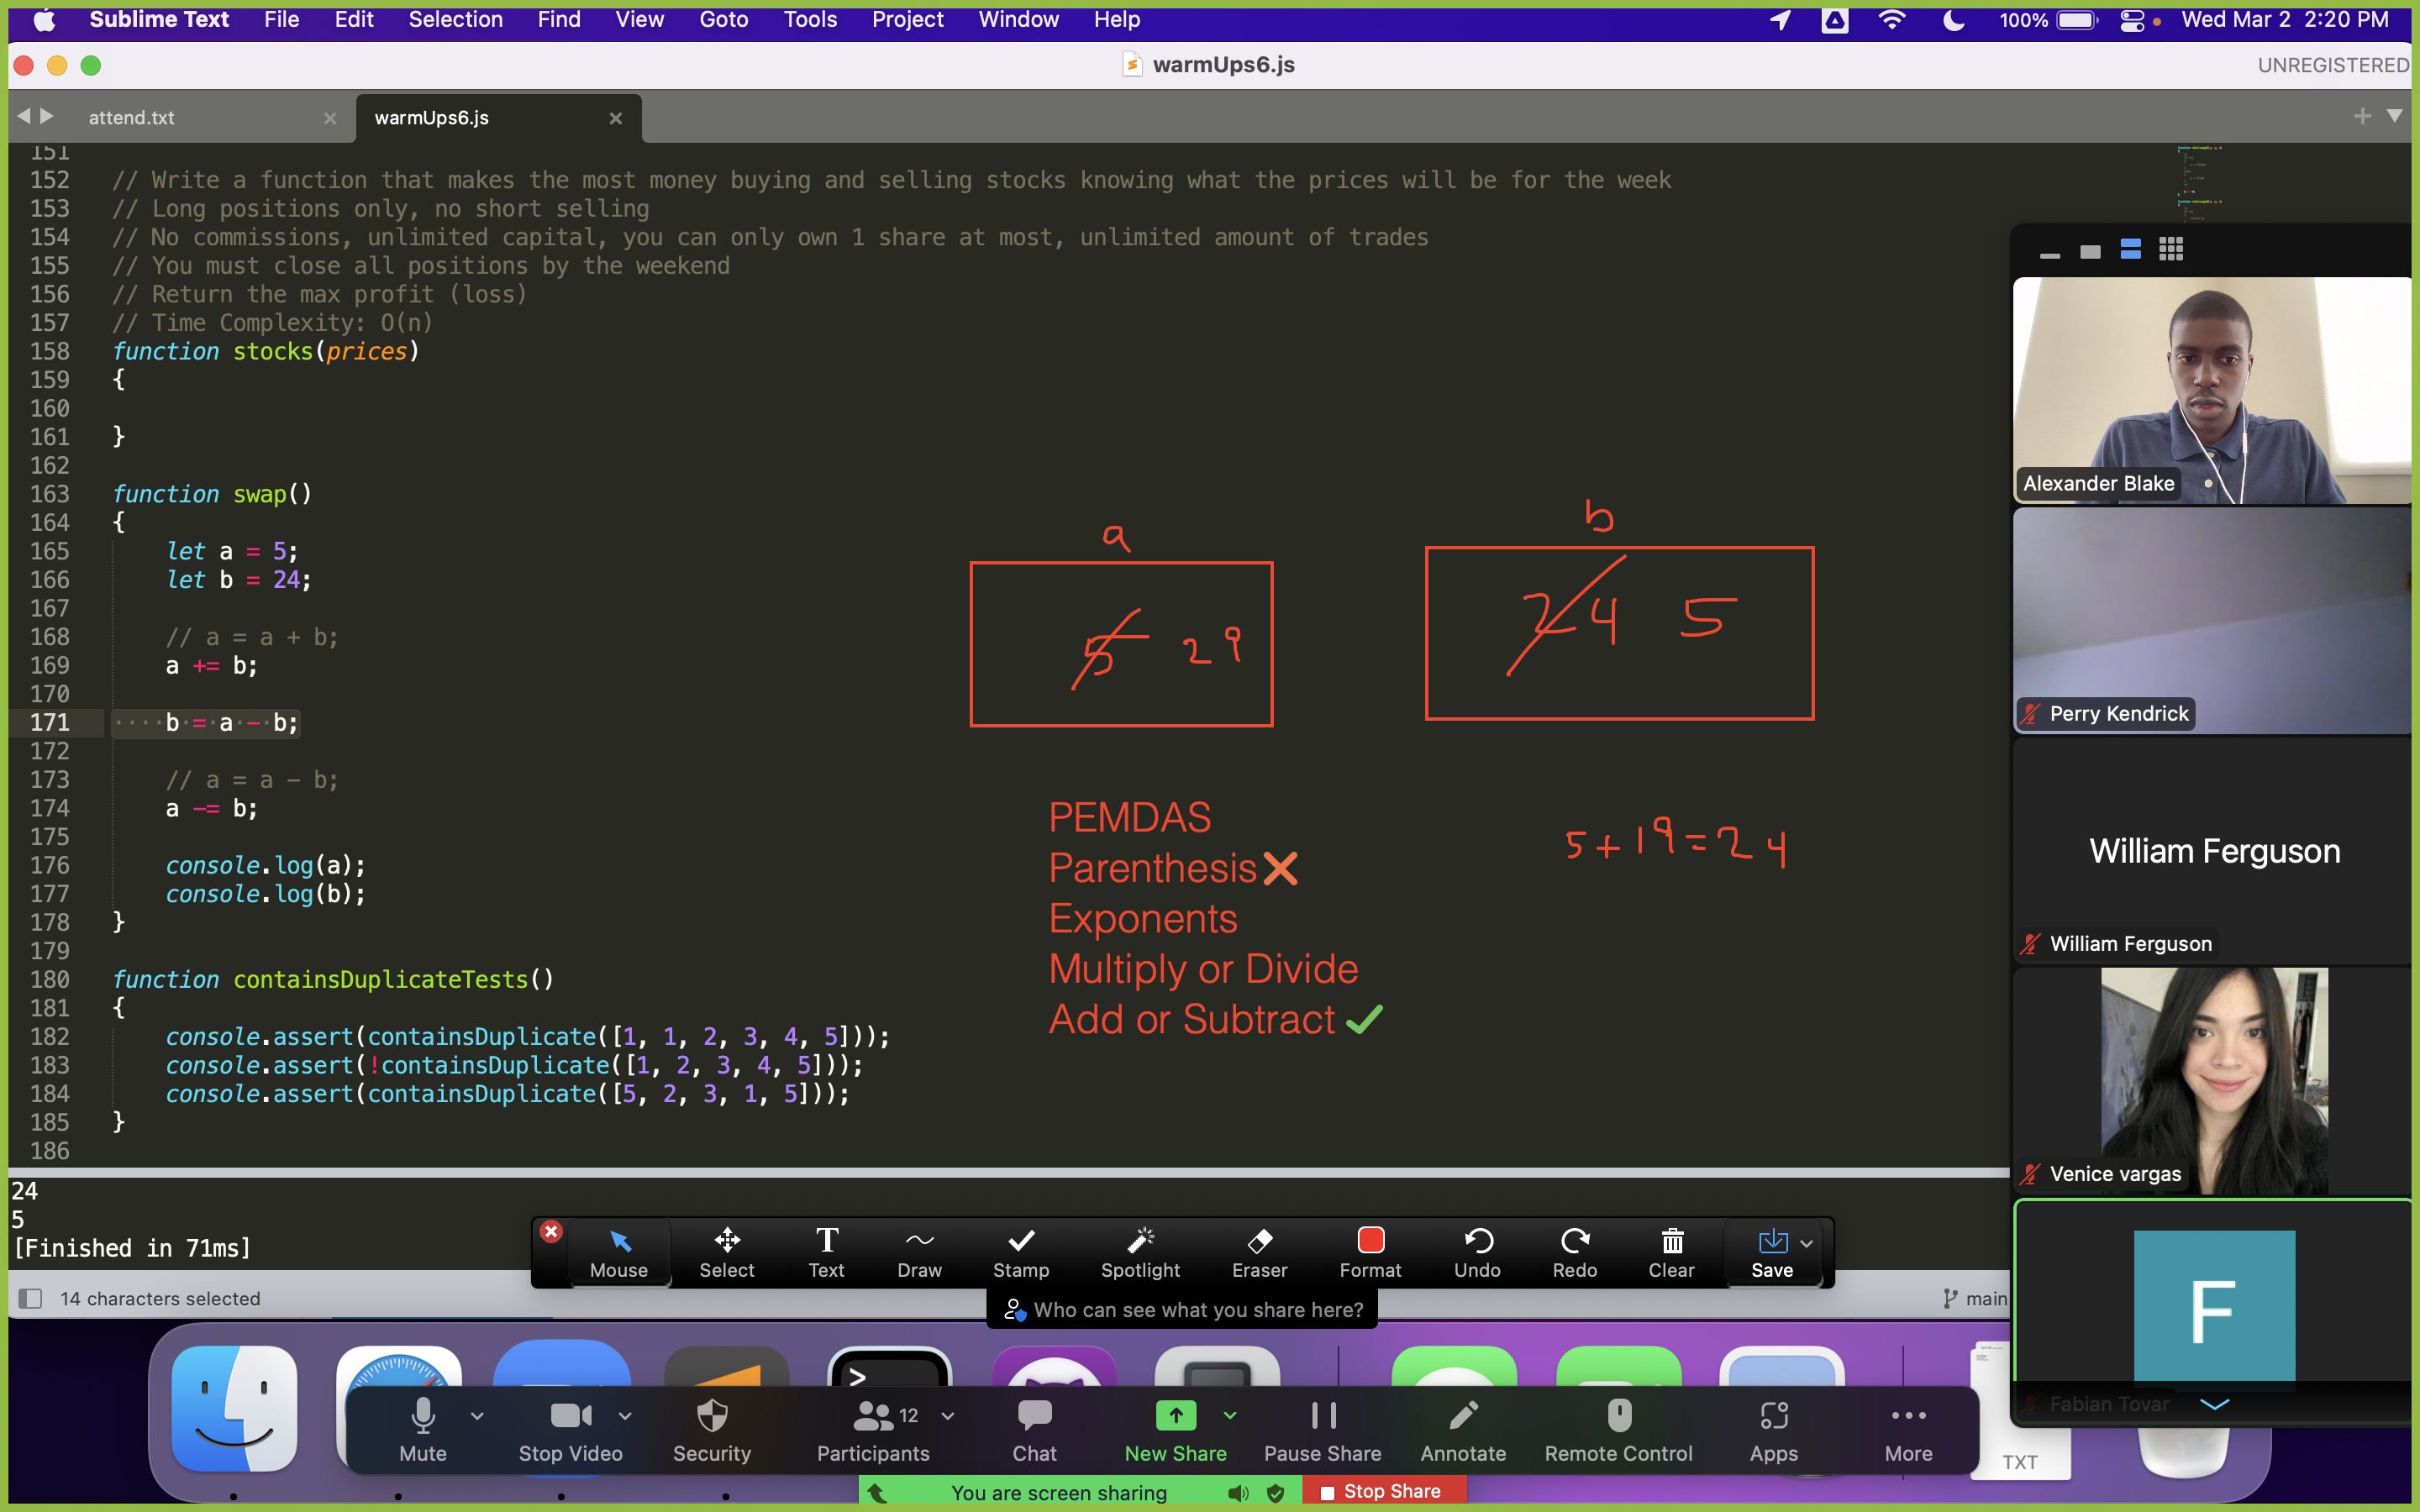 Sublime Text File Edit Selection Find View Goto Tools Project Window Help 100% Wed Mar 2 2:20 PM
warmUps6.js UNREGISTERED
attend.txt warmUps6.js
151
152 // Write a function that makes the most money buying and selling stocks knowing what the prices will be for the week
153 // Long positions only, no short selling
154 // No commissions, unlimited capital, you can only own 1 share at most, unlimited amount of trades
155 // You must close all positions by the weekend
156 // Return the max profit (loss)
157 // Time Complexity: O(n)
158 function stocks(prices)
159 {
160
161 }
162
163 function swap()
164 {
165 let a = 5;
166 let b = 24;
167
168 // a = a + b;
169 a += b;
170
171 ····b·=·a·-·b;
172
173 // a = a - b;
174 a -= b;
175
176 console.log(a);
177 console.log(b);
178 }
179
180 function containsDuplicateTests()
181 {
182 console.assert(containsDuplicate([1, 1, 2, 3, 4, 5]));
183 console.assert(!containsDuplicate([1, 2, 3, 4, 5]));
184 console.assert(containsDuplicate([5, 2, 3, 1, 5]));
185 }
186
a
5 29
b
24 5
PEMDAS
Parenthesis
Exponents
Multiply or Divide
Add or Subtract
5+19=24
Alexander Blake
Perry Kendrick
William Ferguson
William Ferguson
Venice vargas
F
Fabian Tovar
24
5
[Finished in 71ms]
Mouse Select Text Draw Stamp Spotlight Eraser Format Undo Redo Clear Save
14 characters selected
main
Who can see what you share here?
12
Mute Stop Video Security Participants Chat New Share Pause Share Annotate Remote Control Apps More
TXT
You are screen sharing Stop Share